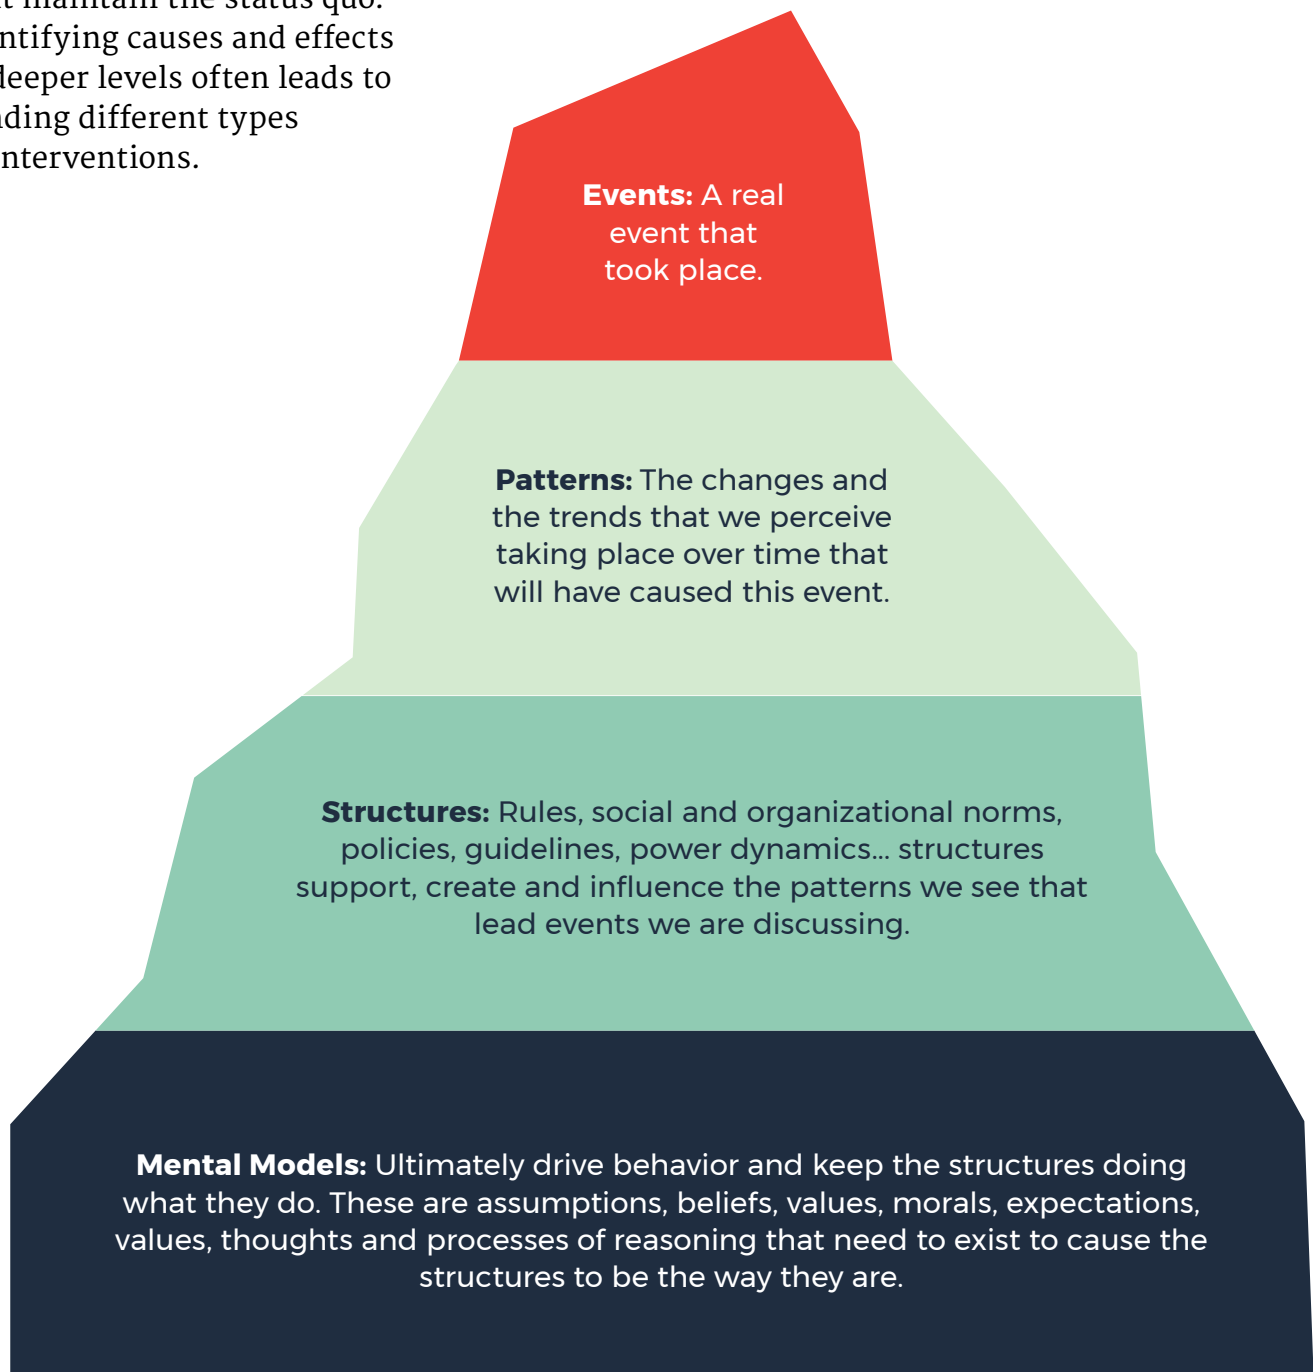 t maintain the status quo.
ntifying causes and effects
deeper levels often leads to
nding different types
interventions.
Events: A real
event that
took place.
Patterns: The changes and
the trends that we perceive
taking place over time that
will have caused this event.
Structures: Rules, social and organizational norms,
policies, guidelines, power dynamics... structures
support, create and influence the patterns we see that
lead events we are discussing.
Mental Models: Ultimately drive behavior and keep the structures doing
what they do. These are assumptions, beliefs, values, morals, expectations,
values, thoughts and processes of reasoning that need to exist to cause the
structures to be the way they are.